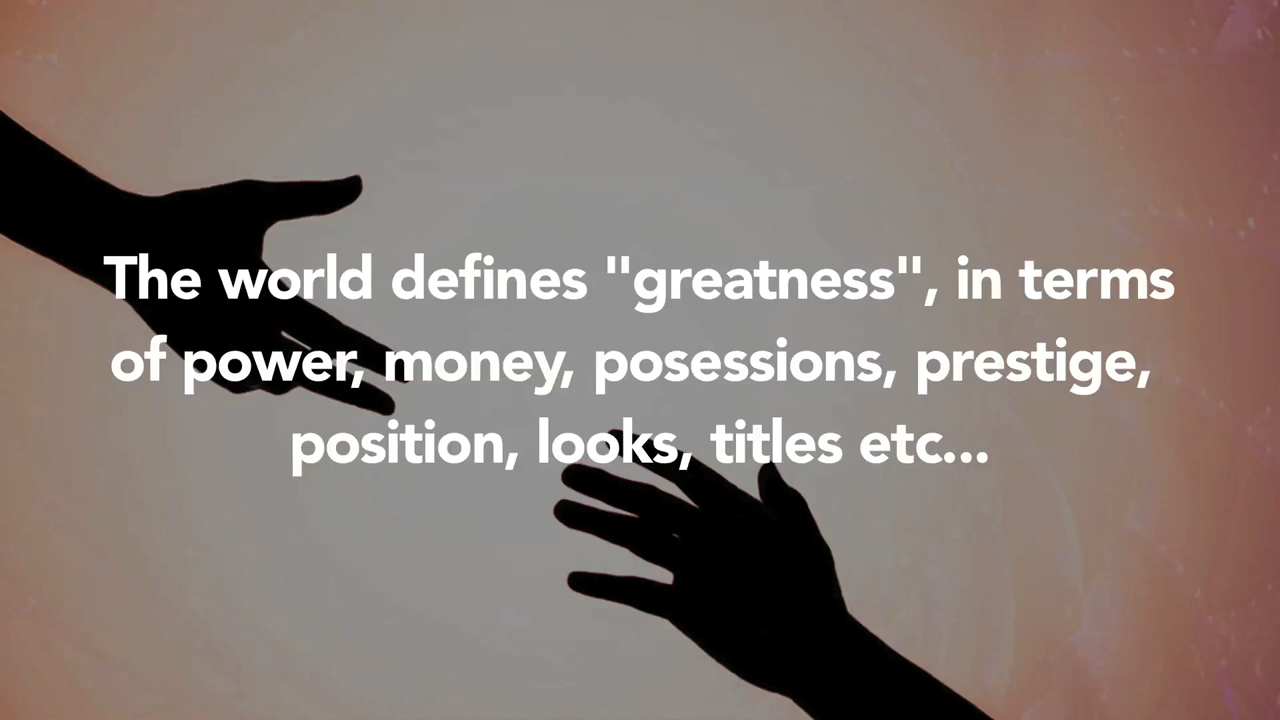 The world defines "greatness", in terms
of power, money, posessions, prestige,
position, looks, titles etc...